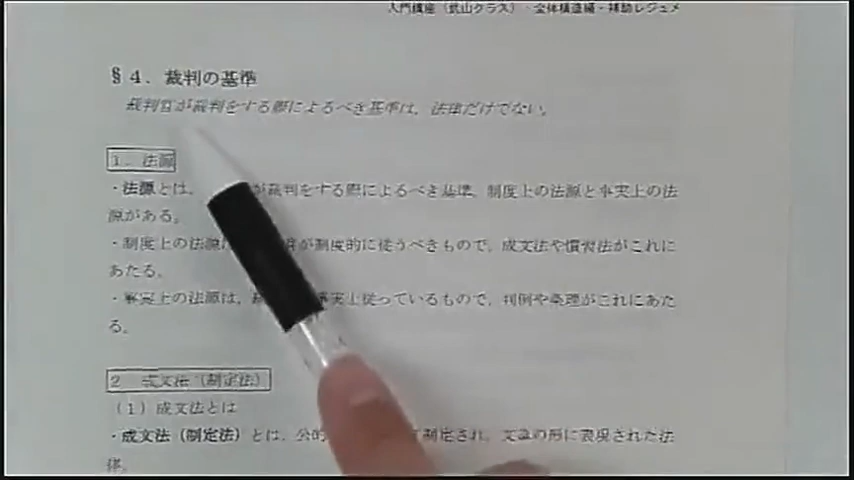 入門講座（武山クラス）・全体構造編・補助レジュメ
§4．裁判の基準
裁判官が裁判をする際によるべき基準は、法律だけでない。
1．法源
・法源とは、が裁判をする際によるべき基準、制度上の法源と事実上の法
源がある。
・制度上の法源は、が制度的に従うべきもので、成文法や慣習法がこれに
あたる。
・事実上の法源は、事実上従っているもので、判例や条理がこれにあた
る。
2 成文法（制定法）
（1）成文法とは
・成文法（制定法）とは、公的 制定され、文章の形に表現された法
体。